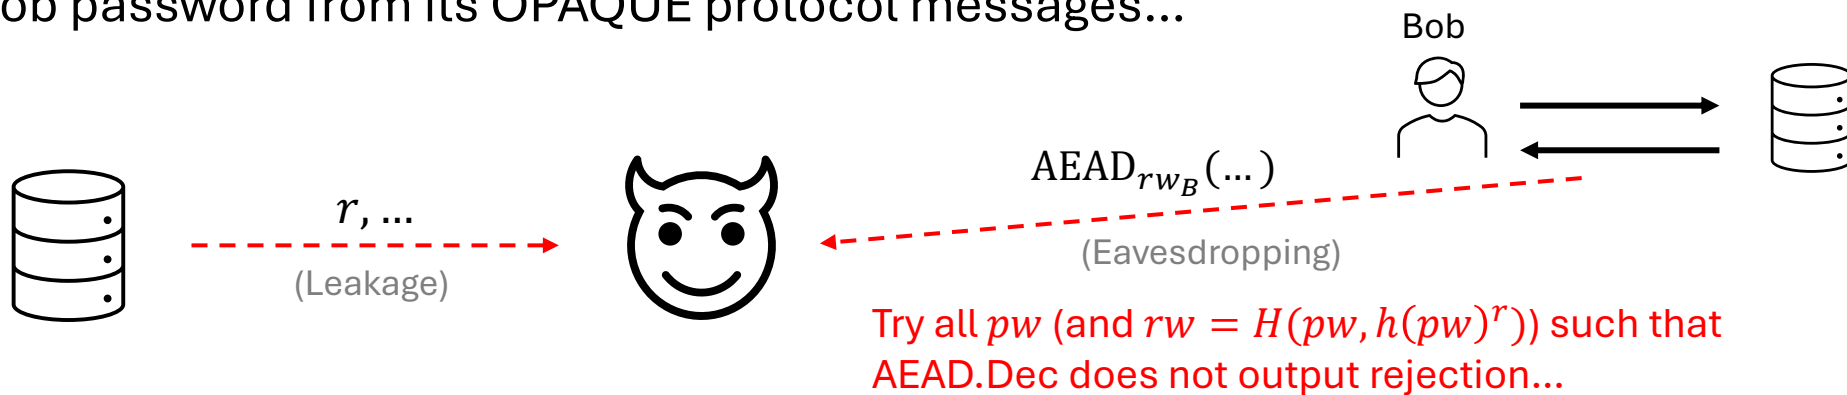 ob password from its OPAQUE protocol messages...
Bob
AEAD_{rw_B}(...)
r, ...
(Eavesdropping)
(Leakage)
Try all pw (and rw = H(pw, h(pw)^r)) such that
AEAD.Dec does not output rejection...